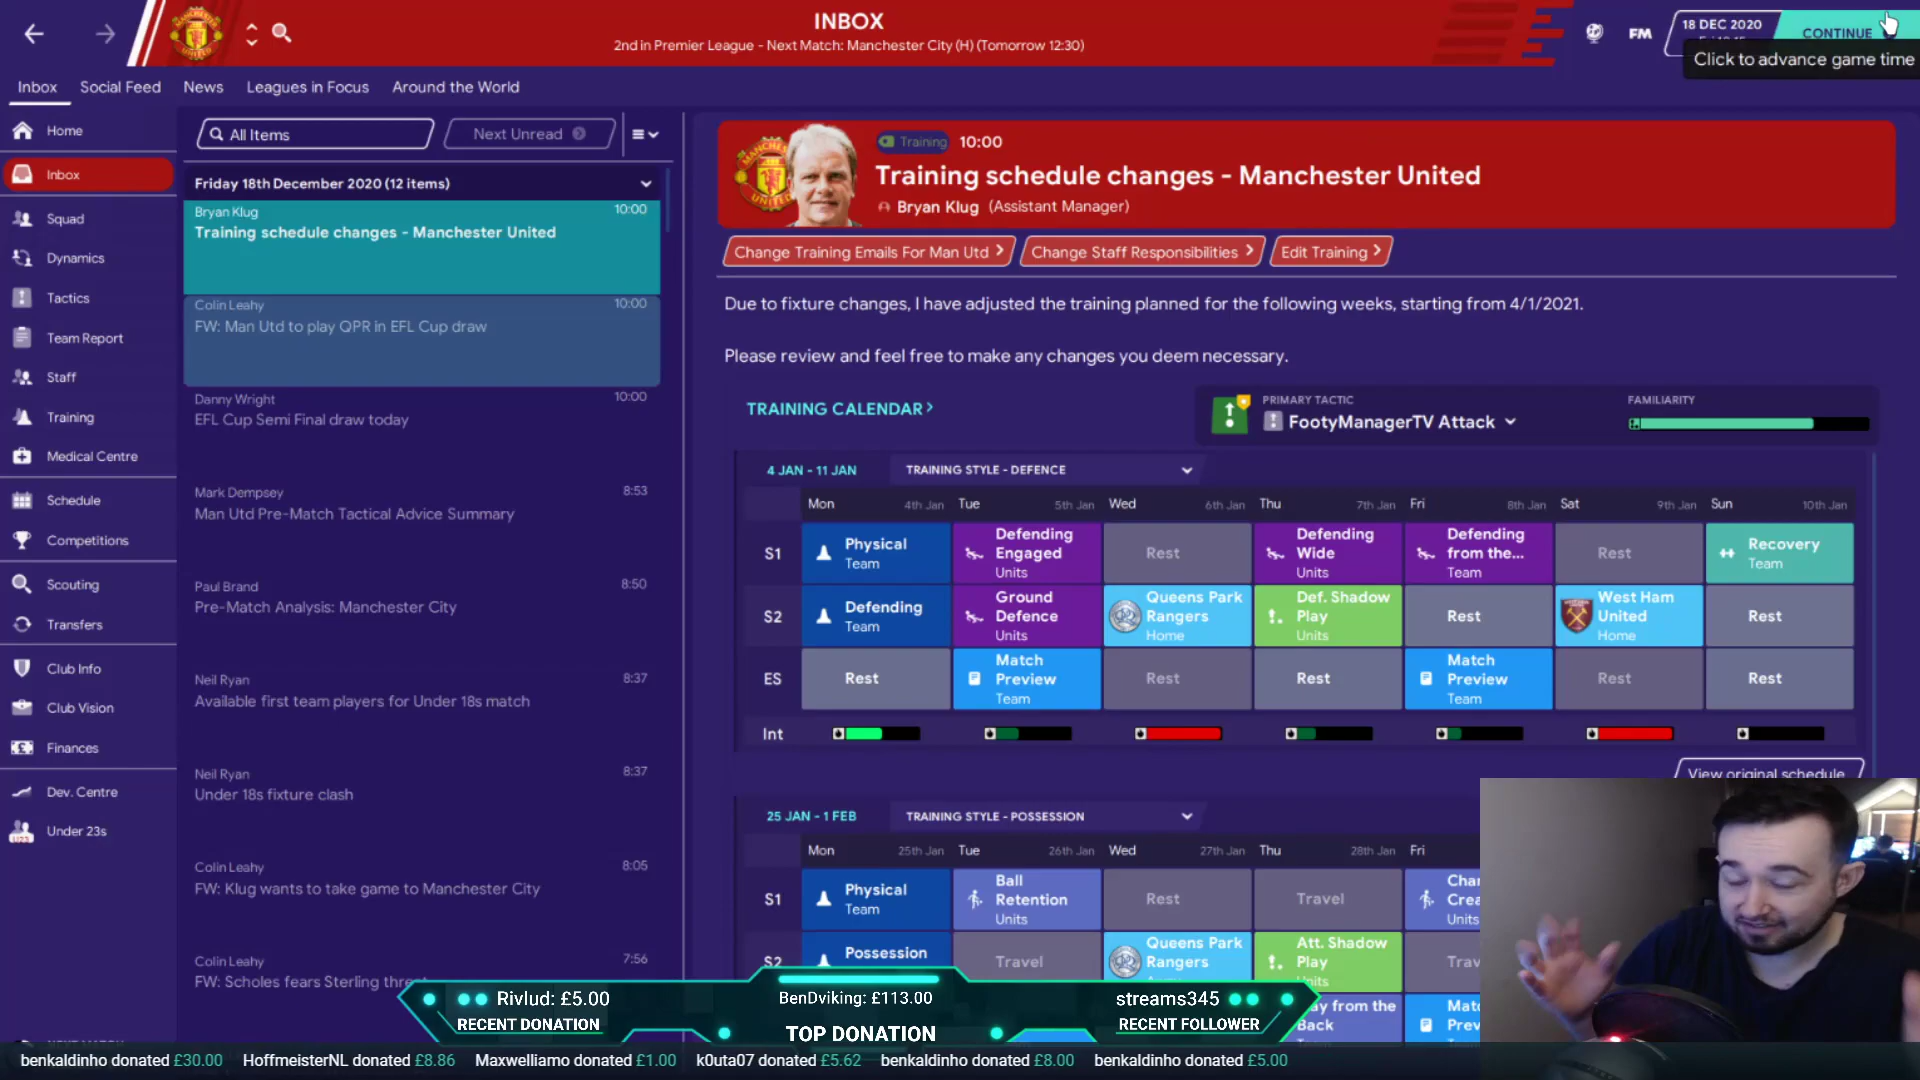 INBOX
2nd in Premier League - Next Match: Manchester City (H) (Tomorrow 12:30)
FM
18 DEC 2020
CONTINUE
Click to advance game time
Inbox
Social Feed
News
Leagues in Focus
Around the World
Home
Inbox
Squad
Dynamics
Tactics
Team Report
Staff
Training
Medical Centre
Schedule
Competitions
Scouting
Transfers
Club Info
Club Vision
Finances
Dev. Centre
Under 23s
All Items
Next Unread
Friday 18th December 2020 (12 items)
Bryan Klug 10:00
Training schedule changes - Manchester United
Colin Leahy 10:00
FW: Man Utd to play QPR in EFL Cup draw
Danny Wright 10:00
EFL Cup Semi Final draw today
Mark Dempsey 8:53
Man Utd Pre-Match Tactical Advice Summary
Paul Brand 8:50
Pre-Match Analysis: Manchester City
Neil Ryan 8:37
Available first team players for Under 18s match
Neil Ryan 8:37
Under 18s fixture clash
Colin Leahy 8:05
FW: Klug wants to take game to Manchester City
Colin Leahy 7:56
FW: Scholes fears Sterling threat
Training 10:00
Training schedule changes - Manchester United
Bryan Klug (Assistant Manager)
Change Training Emails For Man Utd
Change Staff Responsibilities
Edit Training
Due to fixture changes, I have adjusted the training planned for the following weeks, starting from 4/1/2021.
Please review and feel free to make any changes you deem necessary.
TRAINING CALENDAR
PRIMARY TACTIC
FootyManagerTV Attack
FAMILIARITY
4 JAN - 11 JAN
TRAINING STYLE - DEFENCE
Mon 4th Jan Tue 5th Jan Wed 6th Jan Thu 7th Jan Fri 8th Jan Sat 9th Jan Sun 10th Jan
S1
Physical
Team
Defending
Engaged
Units
Rest
Defending
Wide
Units
Defending
from the...
Team
Rest
Recovery
Team
S2
Defending
Team
Ground
Defence
Units
Queens Park
Rangers
Home
Def. Shadow
Play
Units
Rest
West Ham
United
Home
Rest
ES
Rest
Match
Preview
Team
Rest
Rest
Match
Preview
Team
Rest
Rest
Int
View original schedule
25 JAN - 1 FEB
TRAINING STYLE - POSSESSION
Mon 25th Jan Tue 26th Jan Wed 27th Jan Thu 28th Jan Fri
S1
Physical
Team
Ball
Retention
Units
Rest
Travel
Units
S2
Possession
Travel
Queens Park
Rangers
Att. Shadow
Play
from the
Back
Rivlud: £5.00
RECENT DONATION
BenDviking: £113.00
TOP DONATION
streams345
RECENT FOLLOWER
benkaldinho donated £30.00 HoffmeisterNL donated £8.86 Maxwelliamo donated £1.00 k0uta07 donated £5.62 benkaldinho donated £8.00 benkaldinho donated £5.00